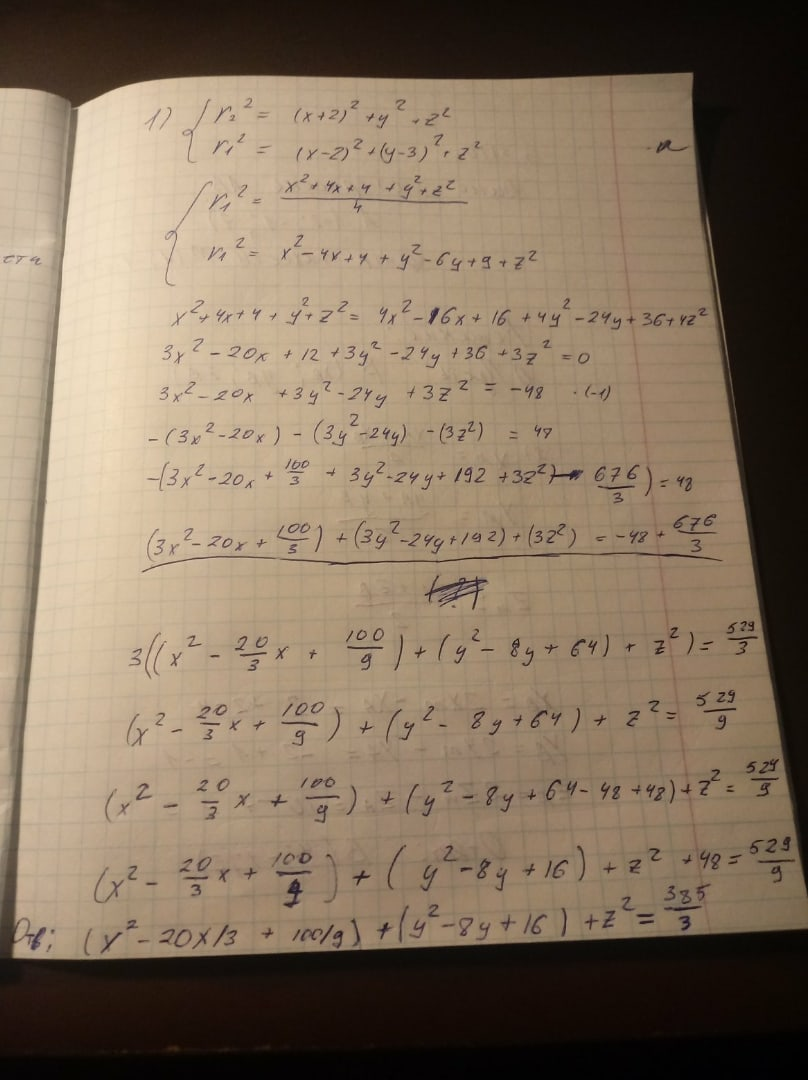 1) { r₂² = (x+2)² + y² + z²
r₁² = (x-2)² + (y-3)² + z²
{ r₁² = (x²+4x+4+y²+z²)/4
r₁² = x²-4x+4+y²-6y+9+z²
x²+4x+4+y²+z² = 4x²-16x+16+4y²-24y+36+4z²
3x²-20x+12+3y²-24y+36+3z² = 0
3x²-20x+3y²-24y+3z² = -48 ·(-1)
-(3x²-20x)-(3y²-24y)-(3z²) = 48
-(3x²-20x+100/3+3y²-24y+192+3z²)-676/3) = 48
(3x²-20x+100/3)+(3y²-24y+192)+(3z²) = -48+676/3
3((x²-20/3x+100/9)+(y²-8y+64)+z²) = 529/3
(x²-20/3x+100/9)+(y²-8y+64)+z² = 529/9
(x²-20/3x+100/9)+(y²-8y+64-48+48)+z² = 529/9
(x²-20/3x+100/9)+(y²-8y+16)+z²+48 = 529/9
Отв; (x²-20x/3+100/9)+(y²-8y+16)+z² = 385/3